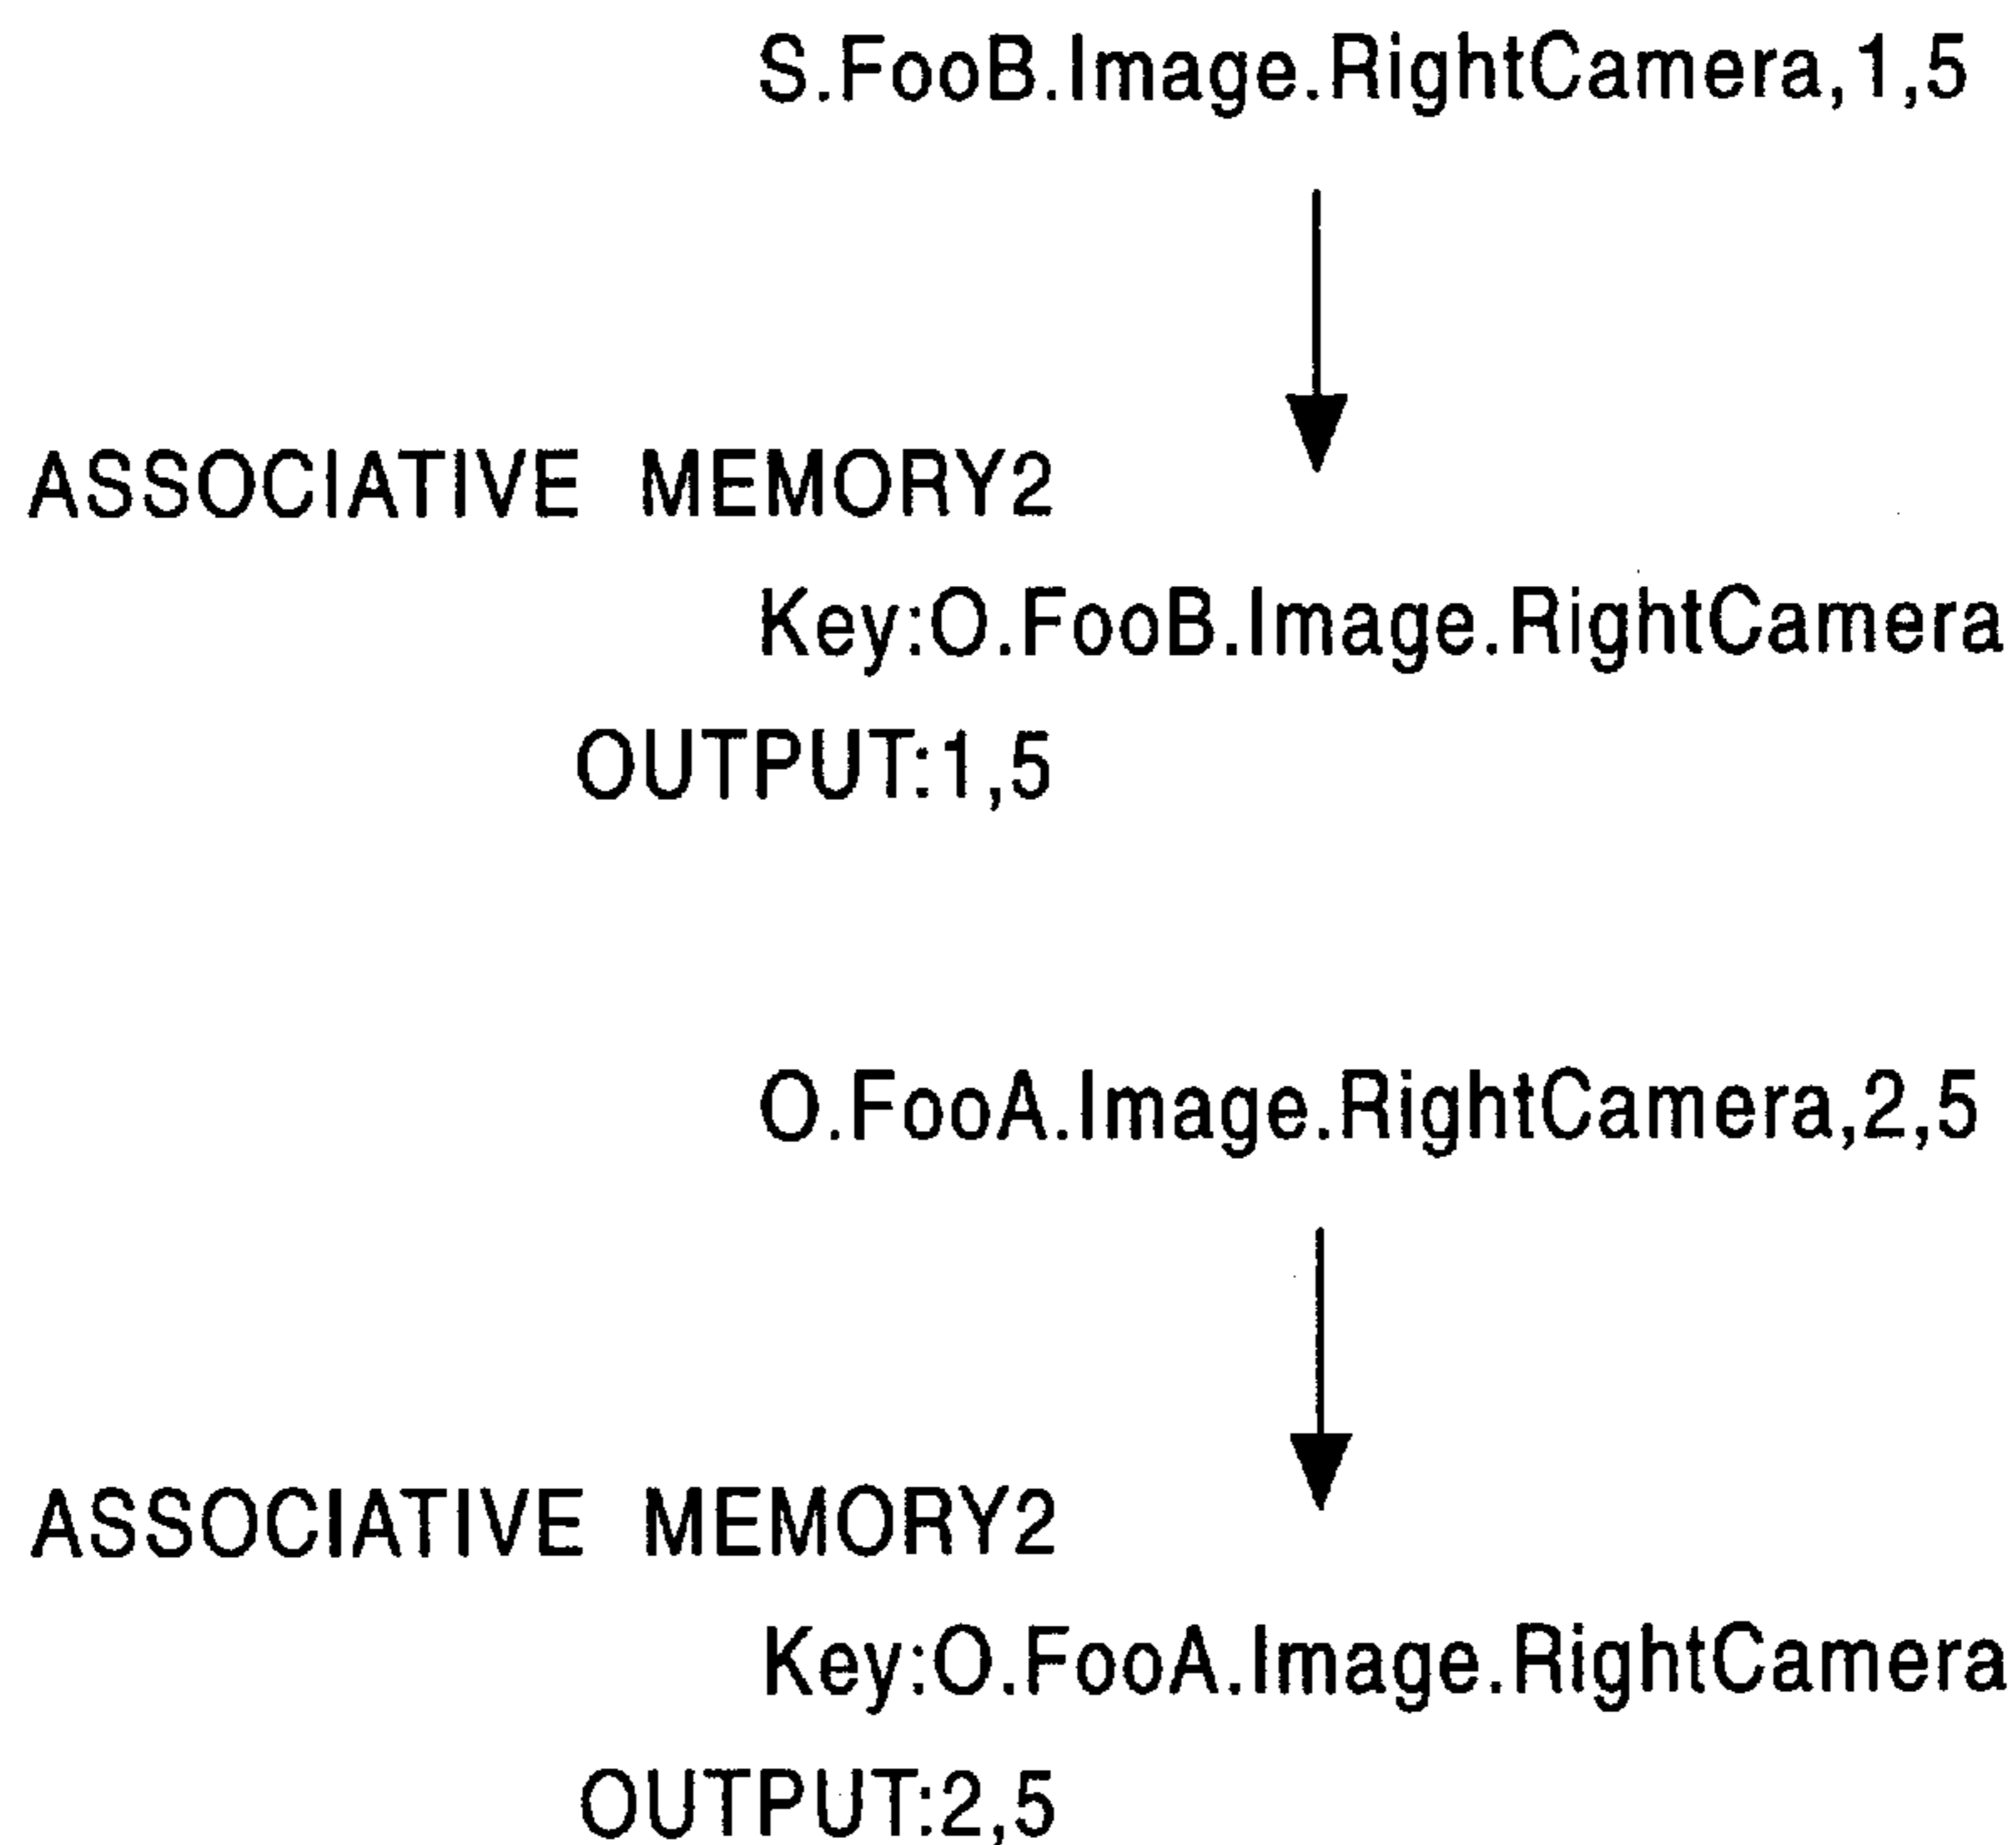 S.FooB.Image.RightCamera,1,5
ASSOCIATIVE MEMORY2
Key:O.FooB.Image.RightCamera
OUTPUT:1,5
O.FooA.Image.RightCamera,2,5
ASSOCIATIVE MEMORY2
Key:O.FooA.Image.RightCamera
OUTPUT:2,5